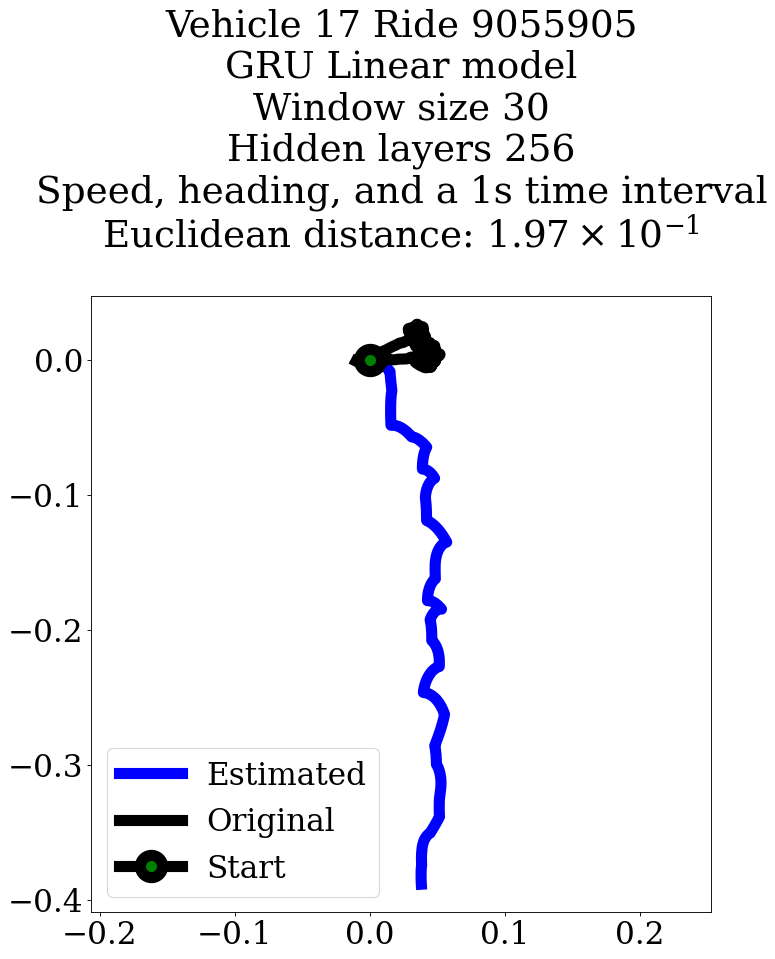 Vehicle 17 Ride 9055905
GRU Linear model
Window size 30
Hidden layers 256
Speed, heading, and a 1s time interval
Euclidean distance: 1.97 × 10⁻¹
0.0
−0.1
−0.2
−0.3
−0.4
Estimated
Original
Start
−0.2 −0.1 0.0 0.1 0.2